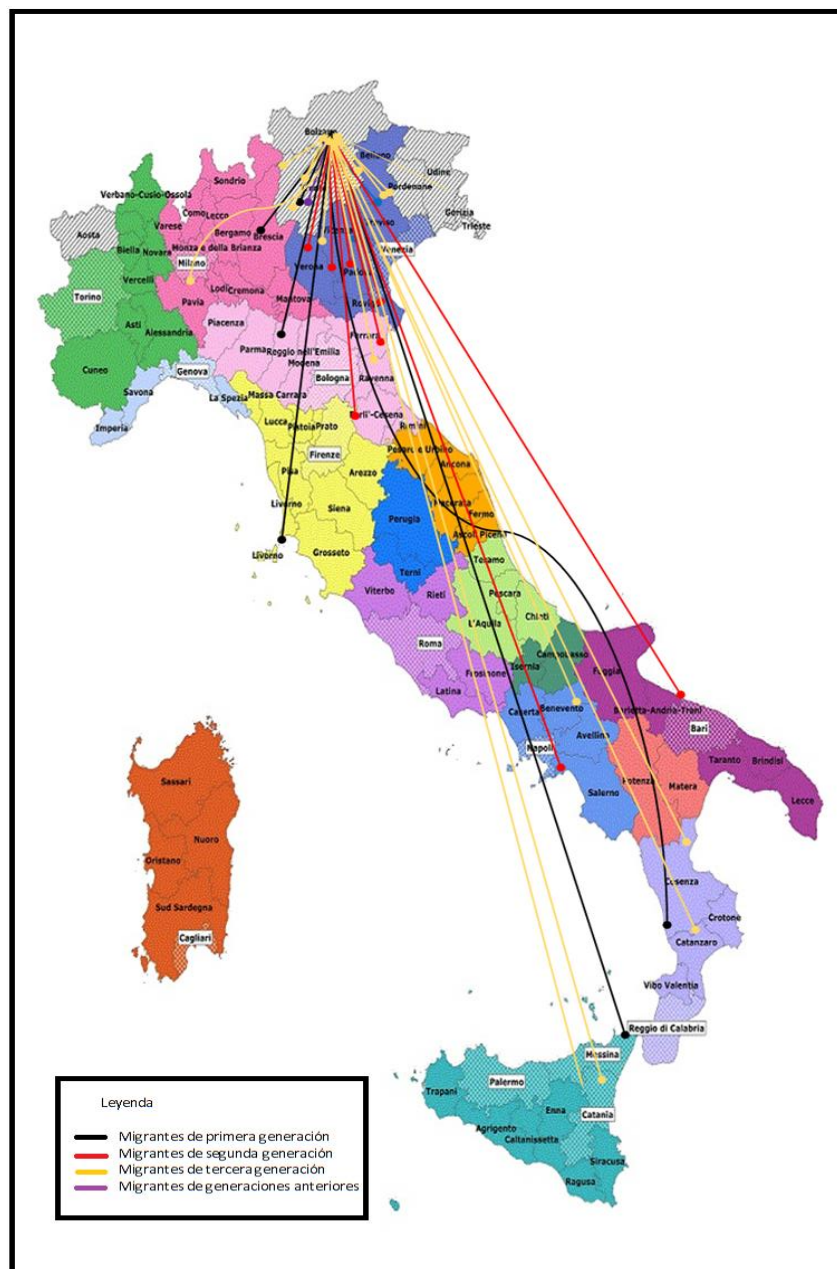 Bolzano
Sondrio
Belluno
Udine
Pordenone
Verbano-Cusio-Ossola
Como
Lecco
Gorizia
Trieste
Varese
Bergamo
Brescia
Aosta
Biella
Novara
Monza e della Brianza
Milano
Venezia
Verona
Padova
Vercelli
Torino
Lodi
Cremona
Pavia
Mantova
Rovigo
Asti
Alessandria
Piacenza
Ferrara
Parma
Reggio nell'Emilia
Modena
Cuneo
Genova
Bologna
Ravenna
Savona
La Spezia
Massa Carrara
Forli'-Cesena
Imperia
Lucca
Pistoia
Prato
Rimini
Firenze
Pesaro e Urbino
Ancona
Pisa
Arezzo
Macerata
Livorno
Siena
Perugia
Fermo
Ascoli Piceno
Livorno
Grosseto
Teramo
Terni
Viterbo
Rieti
Pescara
L'Aquila
Chieti
Roma
Campobasso
Isernia
Frosinone
Foggia
Latina
Caserta
Benevento
Barletta-Andria-Trani
Bari
Avellino
Napoli
Taranto
Brindisi
Potenza
Matera
Salerno
Lecce
Sassari
Nuoro
Oristano
Cosenza
Sud Sardegna
Crotone
Cagliari
Catanzaro
Vibo Valentia
Reggio di Calabria
Messina
Palermo
Trapani
Enna
Catania
Agrigento
Caltanissetta
Siracusa
Ragusa
Leyenda
Migrantes de primera generación
Migrantes de segunda generación
Migrantes de tercera generación
Migrantes de generaciones anteriores